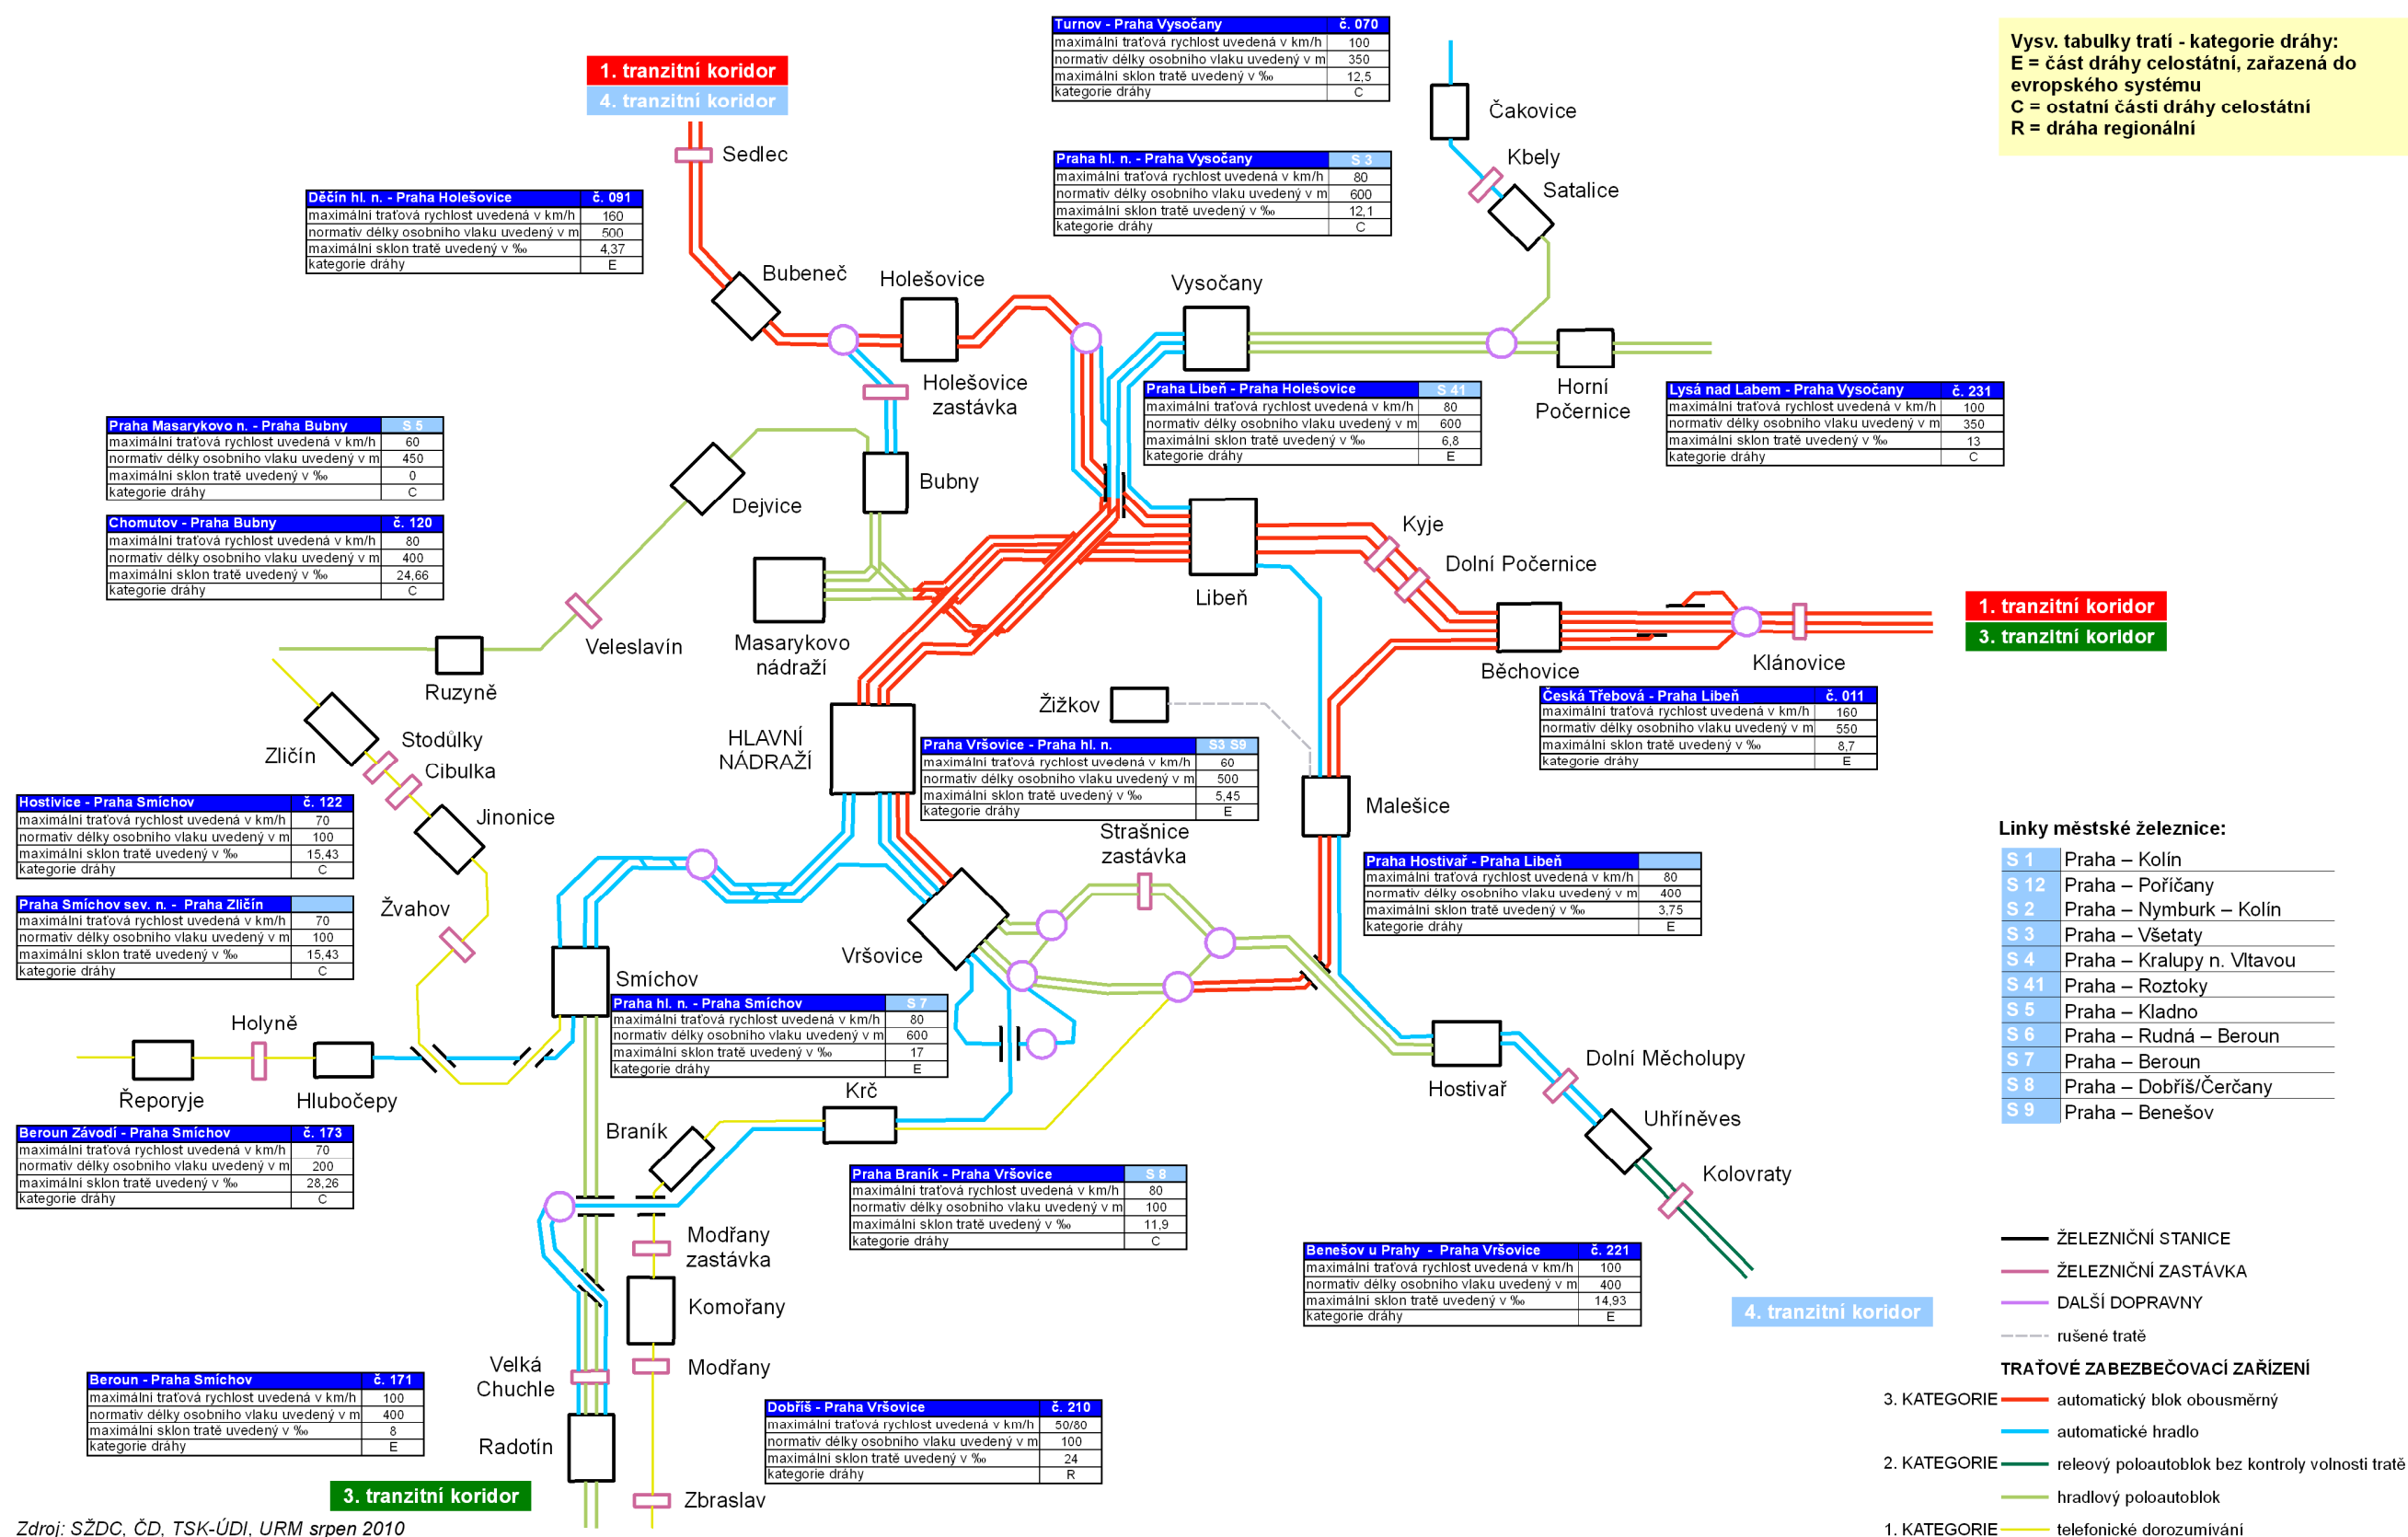 Turnov - Praha Vysočany č. 070
maximální traťová rychlost uvedená v km/h 100
normativ délky osobního vlaku uvedený v m 350
maximální sklon tratě uvedený v ‰ 12,5
kategorie dráhy C
Vysv. tabulky tratí - kategorie dráhy:
E = část dráhy celostátní, zařazená do
evropského systému
C = ostatní části dráhy celostátní
R = dráha regionální
1. tranzitní koridor
4. tranzitní koridor
Sedlec
Čakovice
Kbely
Satalice
Praha hl. n. - Praha Vysočany S 3
maximální traťová rychlost uvedená v km/h 80
normativ délky osobního vlaku uvedený v m 600
maximální sklon tratě uvedený v ‰ 12,1
kategorie dráhy C
Děčín hl. n. - Praha Holešovice č. 091
maximální traťová rychlost uvedená v km/h 160
normativ délky osobního vlaku uvedený v m 500
maximální sklon tratě uvedený v ‰ 4,37
kategorie dráhy E
Bubeneč
Holešovice
Vysočany
Holešovice
zastávka
Horní
Počernice
Praha Libeň - Praha Holešovice S 41
maximální traťová rychlost uvedená v km/h 80
normativ délky osobního vlaku uvedený v m 600
maximální sklon tratě uvedený v ‰ 6,8
kategorie dráhy E
Lysá nad Labem - Praha Vysočany č. 231
maximální traťová rychlost uvedená v km/h 100
normativ délky osobního vlaku uvedený v m 350
maximální sklon tratě uvedený v ‰ 13
kategorie dráhy C
Praha Masarykovo n. - Praha Bubny S 5
maximální traťová rychlost uvedená v km/h 60
normativ délky osobního vlaku uvedený v m 450
maximální sklon tratě uvedený v ‰ 0
kategorie dráhy C
Chomutov - Praha Bubny č. 120
maximální traťová rychlost uvedená v km/h 80
normativ délky osobního vlaku uvedený v m 400
maximální sklon tratě uvedený v ‰ 24,66
kategorie dráhy C
Dejvice
Bubny
Kyje
Dolní Počernice
Libeň
Masarykovo
nádraží
Veleslavín
Ruzyně
Běchovice
Klánovice
1. tranzitní koridor
3. tranzitní koridor
Česká Třebová - Praha Libeň č. 011
maximální traťová rychlost uvedená v km/h 160
normativ délky osobního vlaku uvedený v m 550
maximální sklon tratě uvedený v ‰ 8,7
kategorie dráhy E
Žižkov
HLAVNÍ
NÁDRAŽÍ
Praha Vršovice - Praha hl. n. S3 S9
maximální traťová rychlost uvedená v km/h 60
normativ délky osobního vlaku uvedený v m 500
maximální sklon tratě uvedený v ‰ 5,45
kategorie dráhy E
Zličín
Stodůlky
Cibulka
Jinonice
Malešice
Strašnice
zastávka
Hostivice - Praha Smíchov č. 122
maximální traťová rychlost uvedená v km/h 70
normativ délky osobního vlaku uvedený v m 100
maximální sklon tratě uvedený v ‰ 15,43
kategorie dráhy C
Praha Hostivař - Praha Libeň
maximální traťová rychlost uvedená v km/h 80
normativ délky osobního vlaku uvedený v m 400
maximální sklon tratě uvedený v ‰ 3,75
kategorie dráhy E
Linky městské železnice:
S 1 Praha – Kolín
S 12 Praha – Poříčany
S 2 Praha – Nymburk – Kolín
S 3 Praha – Všetaty
S 4 Praha – Kralupy n. Vltavou
S 41 Praha – Roztoky
S 5 Praha – Kladno
S 6 Praha – Rudná – Beroun
S 7 Praha – Beroun
S 8 Praha – Dobříš/Čerčany
S 9 Praha – Benešov
Praha Smíchov sev. n. - Praha Zličín
maximální traťová rychlost uvedená v km/h 70
normativ délky osobního vlaku uvedený v m 100
maximální sklon tratě uvedený v ‰ 15,43
kategorie dráhy C
Žvahov
Smíchov
Vršovice
Praha hl. n. - Praha Smíchov S 7
maximální traťová rychlost uvedená v km/h 80
normativ délky osobního vlaku uvedený v m 600
maximální sklon tratě uvedený v ‰ 17
kategorie dráhy E
Holyně
Řeporyje
Hlubočepy
Krč
Braník
Hostivař
Dolní Měcholupy
Uhříněves
Kolovraty
Beroun Závodí - Praha Smíchov č. 173
maximální traťová rychlost uvedená v km/h 70
normativ délky osobního vlaku uvedený v m 200
maximální sklon tratě uvedený v ‰ 28,26
kategorie dráhy C
Praha Braník - Praha Vršovice S 8
maximální traťová rychlost uvedená v km/h 80
normativ délky osobního vlaku uvedený v m 100
maximální sklon tratě uvedený v ‰ 11,9
kategorie dráhy C
Modřany
zastávka
Komořany
Modřany
Velká
Chuchle
Radotín
Zbraslav
Benešov u Prahy - Praha Vršovice č. 221
maximální traťová rychlost uvedená v km/h 100
normativ délky osobního vlaku uvedený v m 400
maximální sklon tratě uvedený v ‰ 14,93
kategorie dráhy E
4. tranzitní koridor
Beroun - Praha Smíchov č. 171
maximální traťová rychlost uvedená v km/h 100
normativ délky osobního vlaku uvedený v m 400
maximální sklon tratě uvedený v ‰ 8
kategorie dráhy E
Dobříš - Praha Vršovice č. 210
maximální traťová rychlost uvedená v km/h 50/80
normativ délky osobního vlaku uvedený v m 100
maximální sklon tratě uvedený v ‰ 24
kategorie dráhy R
3. tranzitní koridor
ŽELEZNIČNÍ STANICE
ŽELEZNIČNÍ ZASTÁVKA
DALŠÍ DOPRAVNY
rušené tratě
TRAŤOVÉ ZABEZBEČOVACÍ ZAŘÍZENÍ
3. KATEGORIE automatický blok obousměrný
automatické hradlo
2. KATEGORIE releový poloautoblok bez kontroly volnosti tratě
hradlový poloautoblok
1. KATEGORIE telefonické dorozumívání
Zdroj: SŽDC, ČD, TSK-ÚDI, URM srpen 2010